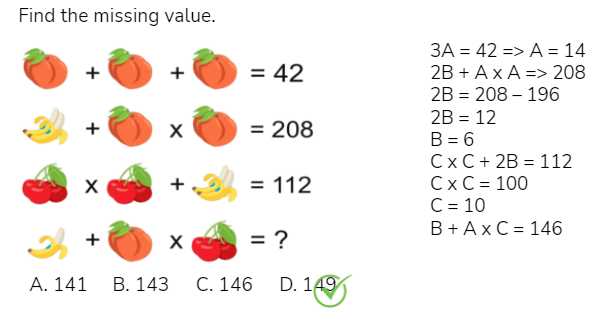 Find the missing value.
+ + = 42
+ x = 208
x + = 112
+ x = ?
A. 141 B. 143 C. 146 D. 149
3A = 42 => A = 14
2B + A x A => 208
2B = 208 – 196
2B = 12
B = 6
C x C + 2B = 112
C x C = 100
C = 10
B + A x C = 146